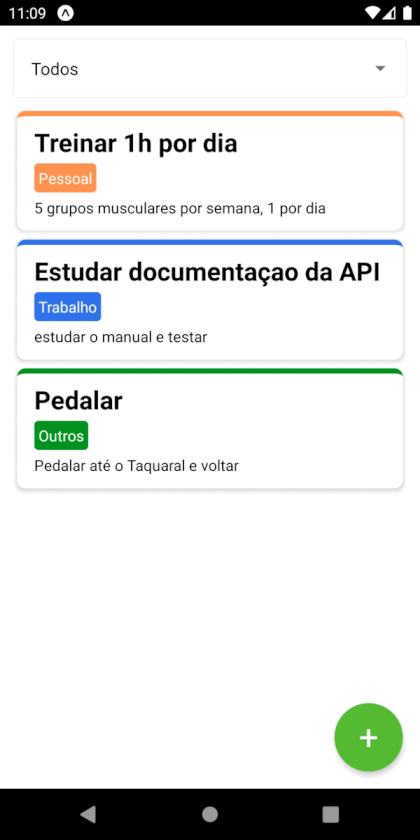 11:09
Todos
Treinar 1h por dia
Pessoal
5 grupos musculares por semana, 1 por dia
Estudar documentaçao da API
Trabalho
estudar o manual e testar
Pedalar
Outros
Pedalar até o Taquaral e voltar
+